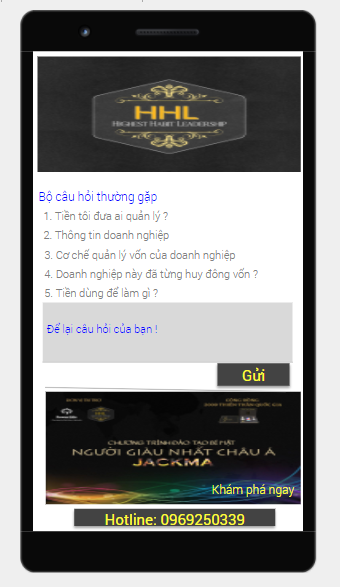 HHL
HIGHEST HABIT LEADERSHIP
Bộ câu hỏi thường gặp
1. Tiền tôi đưa ai quản lý ?
2. Thông tin doanh nghiệp
3. Cơ chế quản lý vốn của doanh nghiệp
4. Doanh nghiệp này đã từng huy đông vốn ?
5. Tiền dùng để làm gì ?
Để lại câu hỏi của bạn !
Gửi
CHƯƠNG TRÌNH ĐÀO TẠO BÍ MẬT
NGƯỜI GIÀU NHẤT CHÂU Á
JACKMA
Khám phá ngay
Hotline: 0969250339